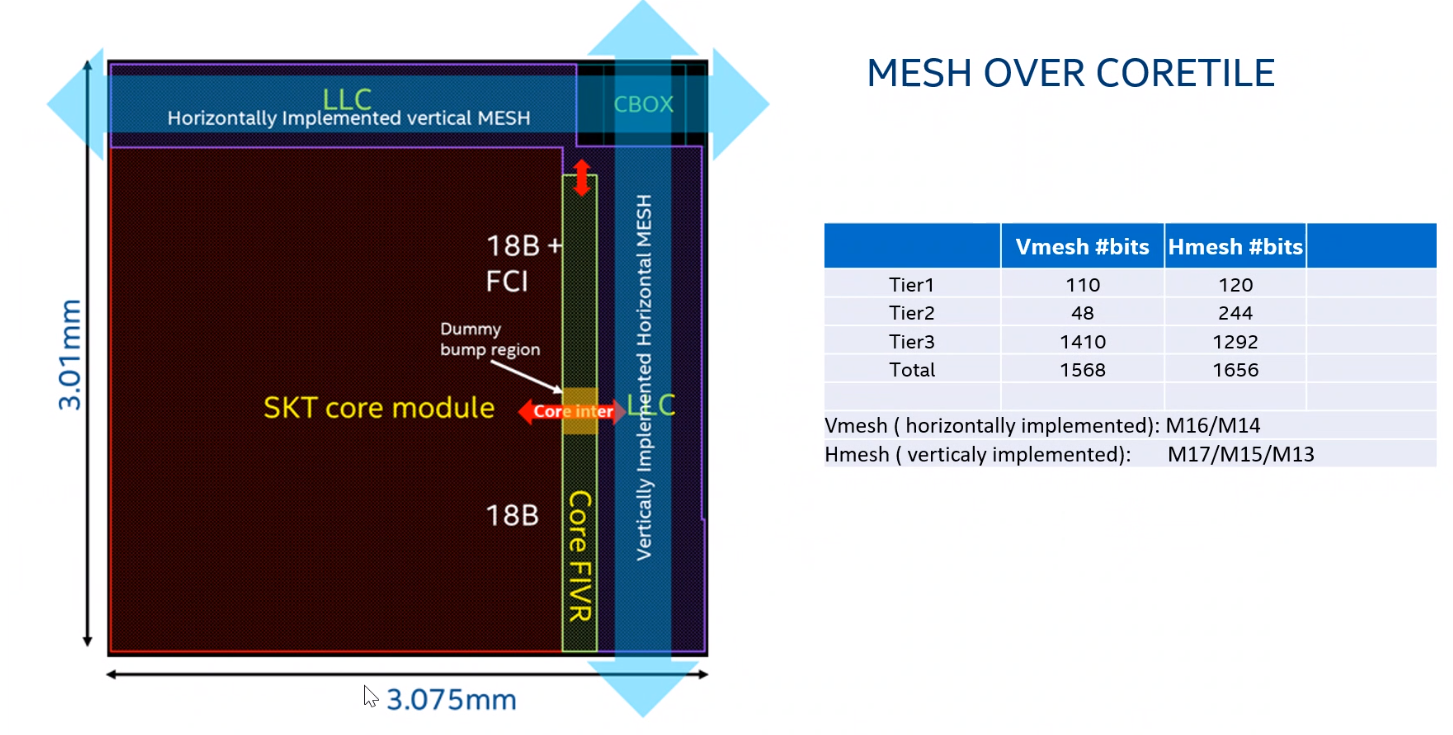 MESH OVER CORETILE
LLC
Horizontally Implemented vertical MESH
CBOX
18B +
FCI
Dummy
bump region
SKT core module
Core inter
LLC
Vertically Implemented Horizontal MESH
18B
Core FIVR
3.01mm
3.075mm
Vmesh #bits Hmesh #bits
Tier1 110 120
Tier2 48 244
Tier3 1410 1292
Total 1568 1656
Vmesh ( horizontally implemented): M16/M14
Hmesh ( verticaly implemented): M17/M15/M13